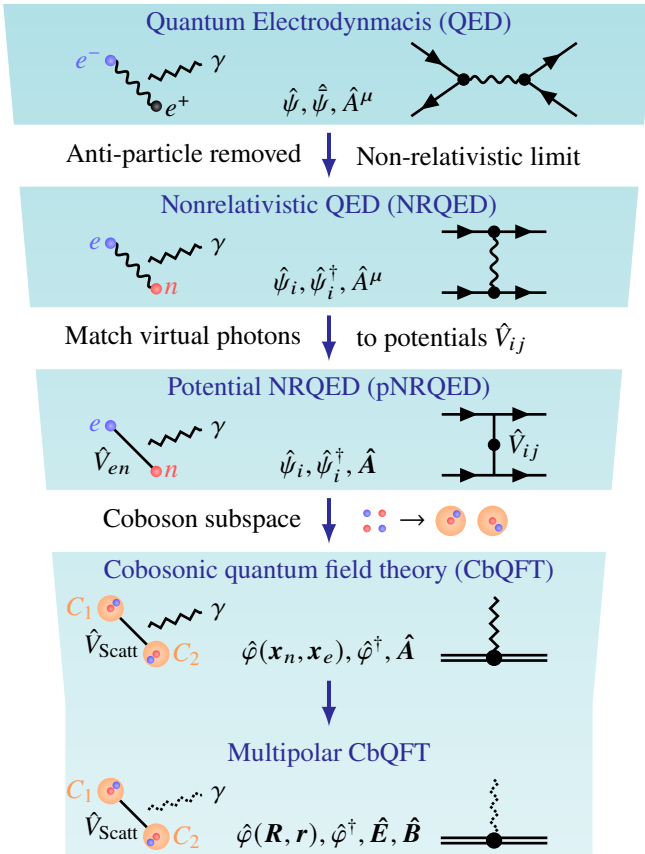 Quantum Electrodynmacis (QED)
e⁻ γ e⁺ ψ̂, ψ̂̄, Â^μ
Anti-particle removed Non-relativistic limit
Nonrelativistic QED (NRQED)
e γ n ψ̂_i, ψ̂_i^†, Â^μ
Match virtual photons to potentials V̂_ij
Potential NRQED (pNRQED)
e γ V̂_en n ψ̂_i, ψ̂_i^†, Â V̂_ij
Coboson subspace →
Cobosonic quantum field theory (CbQFT)
C₁ γ V̂_Scatt C₂ φ̂(x_n, x_e), φ̂^†, Â
Multipolar CbQFT
C₁ γ V̂_Scatt C₂ φ̂(R, r), φ̂^†, Ê, B̂